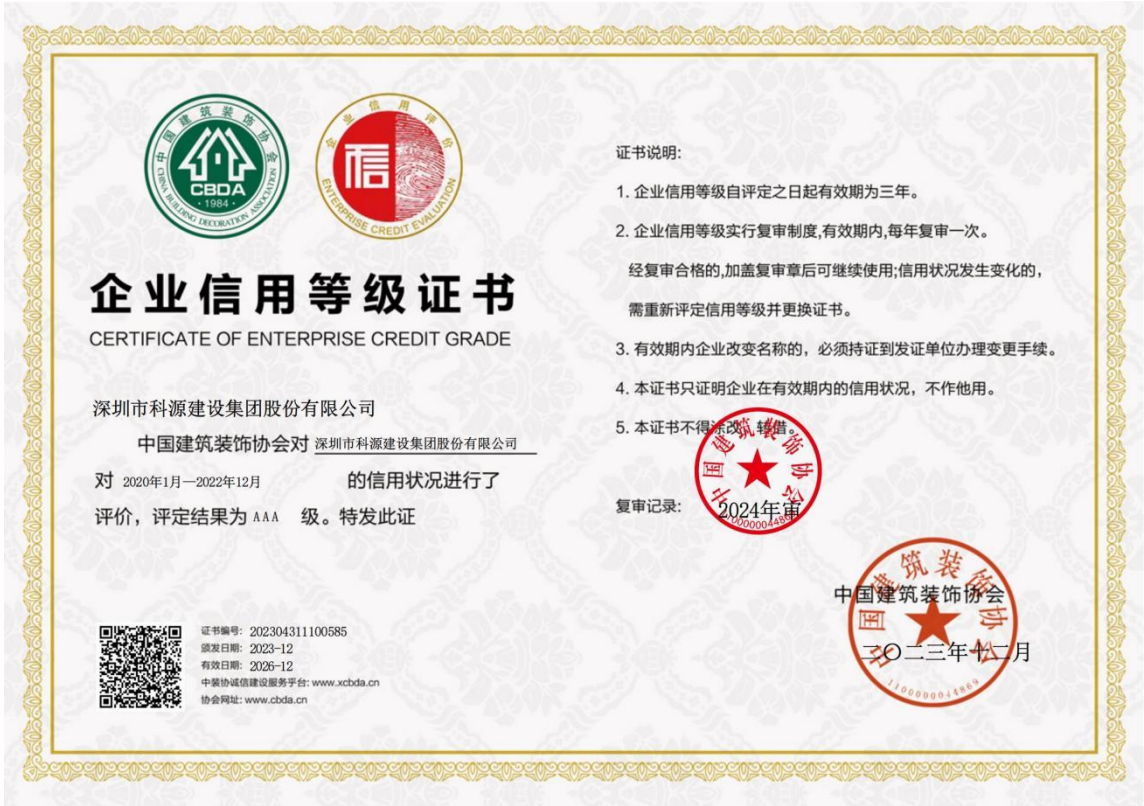 中国建筑装饰协会
CBDA
·1984·
CHINA BUILDING DECORATION ASSOCIATION
企业信用评价
信
ENTERPRISE CREDIT EVALUATION
企业信用等级证书
CERTIFICATE OF ENTERPRISE CREDIT GRADE
深圳市科源建设集团股份有限公司
中国建筑装饰协会对 深圳市科源建设集团股份有限公司
对 2020年1月—2022年12月 的信用状况进行了
评价，评定结果为 AAA 级。特发此证
证书编号: 202304311100585
颁发日期: 2023-12
有效日期: 2026-12
中装协诚信建设服务平台: www.xcbda.cn
协会网址: www.cbda.cn
证书说明:
1. 企业信用等级自评定之日起有效期为三年。
2. 企业信用等级实行复审制度,有效期内,每年复审一次。
经复审合格的,加盖复审章后可继续使用;信用状况发生变化的,
需重新评定信用等级并更换证书。
3. 有效期内企业改变名称的，必须持证到发证单位办理变更手续。
4. 本证书只证明企业在有效期内的信用状况，不作他用。
5. 本证书不得涂改、转借。
复审记录:
中国建筑装饰协会
2024年审
1100000044869
中国建筑装饰协会
二〇二三年十二月
中国建筑装饰协会
1100000044869